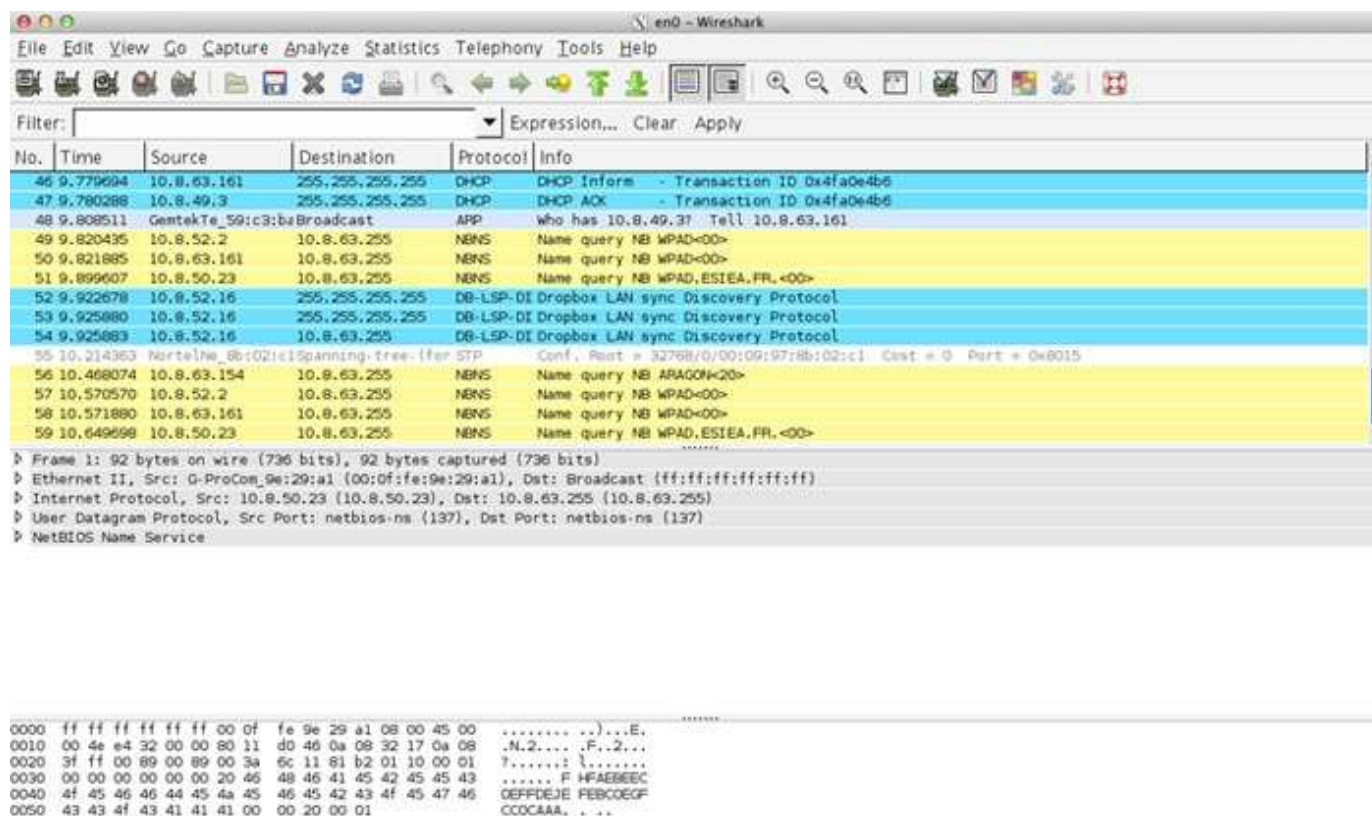 en0 – Wireshark
File Edit View Go Capture Analyze Statistics Telephony Tools Help
Filter: Expression... Clear Apply
No. Time Source Destination Protocol Info
46 9.779694 10.8.63.161 255.255.255.255 DHCP DHCP Inform - Transaction ID 0x4fa0e4b6
47 9.780288 10.8.49.3 255.255.255.255 DHCP DHCP ACK - Transaction ID 0x4fa0e4b6
48 9.808511 GemtekTe_59:c3:ba Broadcast ARP Who has 10.8.49.3? Tell 10.8.63.161
49 9.820435 10.8.52.2 10.8.63.255 NBNS Name query NB WPAD<00>
50 9.821885 10.8.63.161 10.8.63.255 NBNS Name query NB WPAD<00>
51 9.899607 10.8.50.23 10.8.63.255 NBNS Name query NB WPAD.ESIEA.FR.<00>
52 9.922678 10.8.52.16 255.255.255.255 DB-LSP-DI Dropbox LAN sync Discovery Protocol
53 9.925880 10.8.52.16 255.255.255.255 DB-LSP-DI Dropbox LAN sync Discovery Protocol
54 9.925883 10.8.52.16 10.8.63.255 DB-LSP-DI Dropbox LAN sync Discovery Protocol
55 10.214363 NortelNe_8b:02:c1 Spanning-tree-(for STP Conf. Root = 32768/0/00:09:97:8b:02:c1 Cost = 0 Port = 0x8015
56 10.468074 10.8.63.154 10.8.63.255 NBNS Name query NB ARAGON<20>
57 10.570570 10.8.52.2 10.8.63.255 NBNS Name query NB WPAD<00>
58 10.571880 10.8.63.161 10.8.63.255 NBNS Name query NB WPAD<00>
59 10.649698 10.8.50.23 10.8.63.255 NBNS Name query NB WPAD.ESIEA.FR.<00>
Frame 1: 92 bytes on wire (736 bits), 92 bytes captured (736 bits)
Ethernet II, Src: G-ProCom_9e:29:a1 (00:0f:fe:9e:29:a1), Dst: Broadcast (ff:ff:ff:ff:ff:ff)
Internet Protocol, Src: 10.8.50.23 (10.8.50.23), Dst: 10.8.63.255 (10.8.63.255)
User Datagram Protocol, Src Port: netbios-ns (137), Dst Port: netbios-ns (137)
NetBIOS Name Service
0000 ff ff ff ff ff ff 00 0f fe 9e 29 a1 08 00 45 00 ........ ..)...E.
0010 00 4e e4 32 00 00 80 11 d0 46 0a 08 32 17 0a 08 .N.2.... .F..2...
0020 3f ff 00 89 00 89 00 3a 6c 11 81 b2 01 10 00 01 ?......: l.......
0030 00 00 00 00 00 00 20 46 48 46 41 45 42 45 45 43 ...... F HFAEBEEC
0040 4f 45 46 46 44 45 4a 45 46 45 42 43 4f 45 47 46 OEFFDEJE FEBCOEGF
0050 43 43 4f 43 41 41 41 00 00 20 00 01 CCOCAAA. . ..